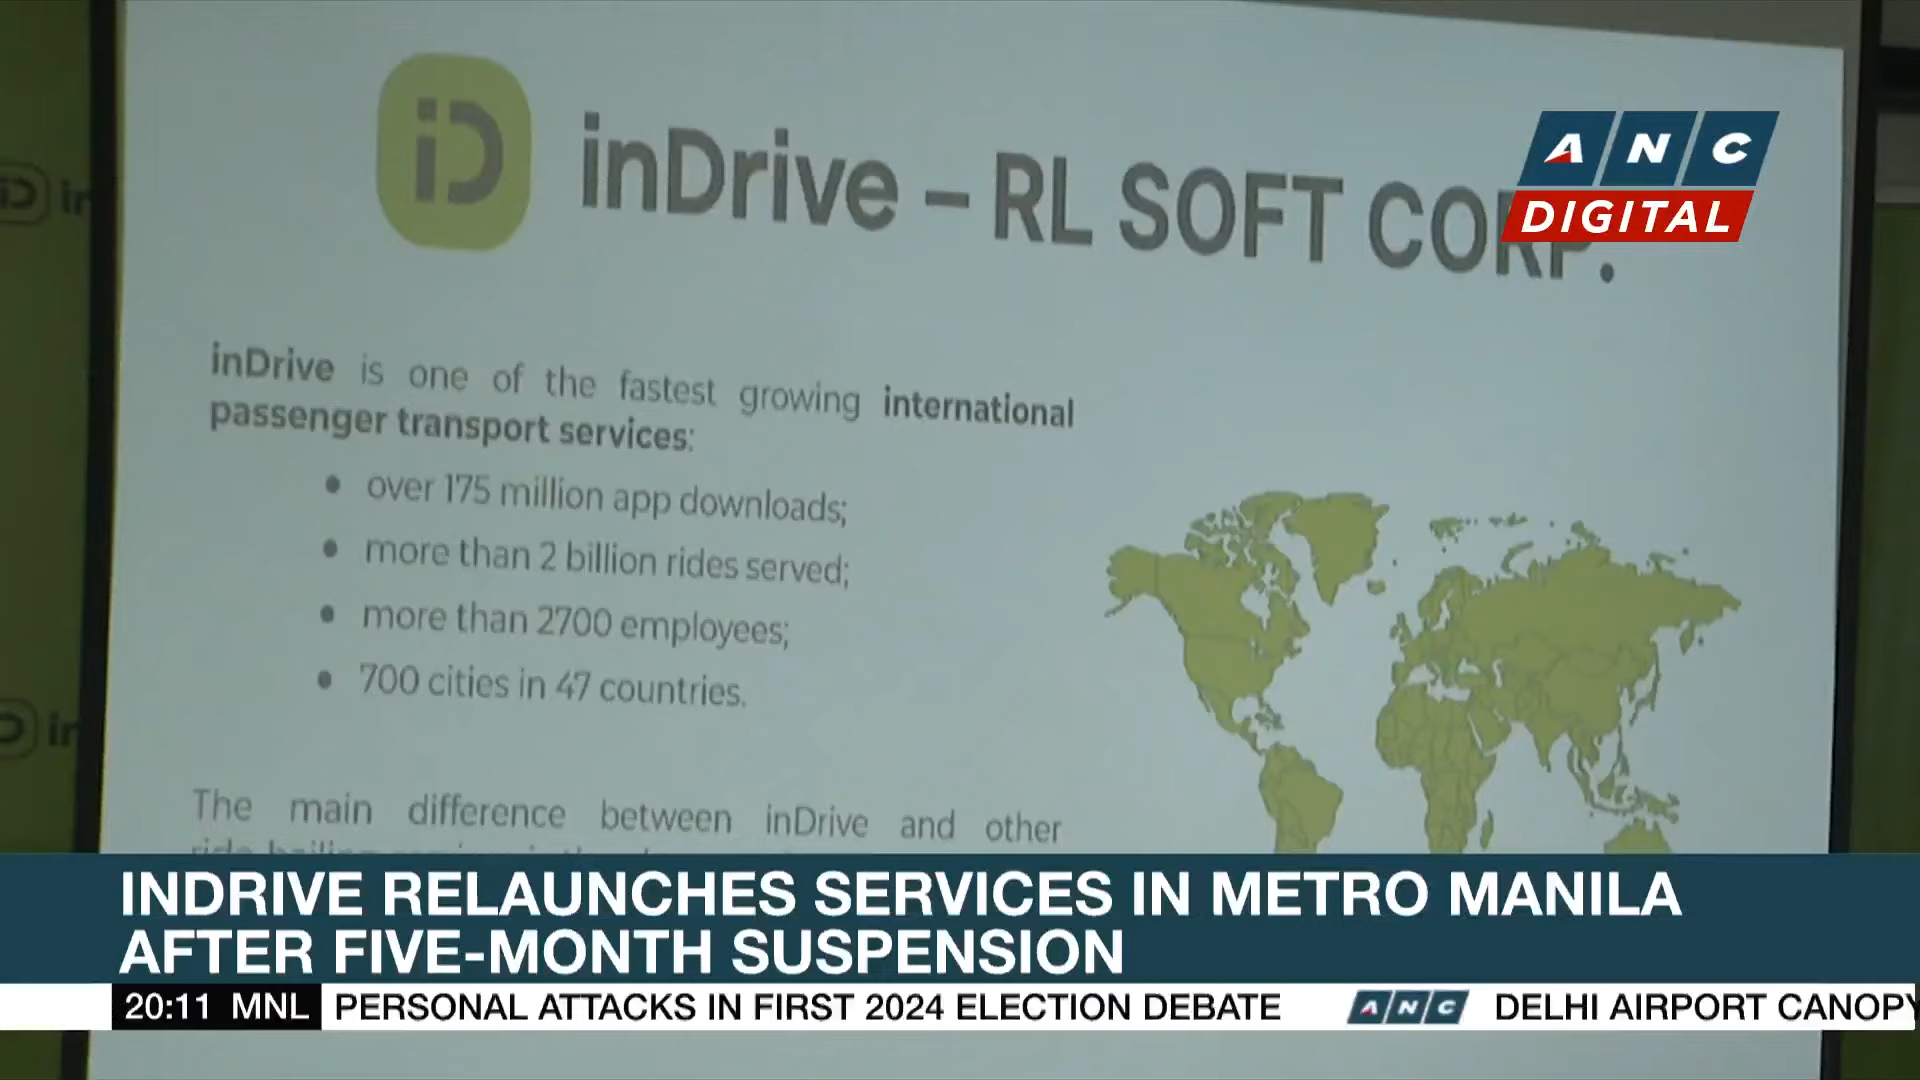 iD inDrive – RL SOFT CORP.
ANC
DIGITAL
inDrive is one of the fastest growing international
passenger transport services:
• over 175 million app downloads;
• more than 2 billion rides served;
• more than 2700 employees;
• 700 cities in 47 countries.
The main difference between inDrive and other
INDRIVE RELAUNCHES SERVICES IN METRO MANILA
AFTER FIVE-MONTH SUSPENSION
20:11 MNL PERSONAL ATTACKS IN FIRST 2024 ELECTION DEBATE ANC DELHI AIRPORT CANOPY